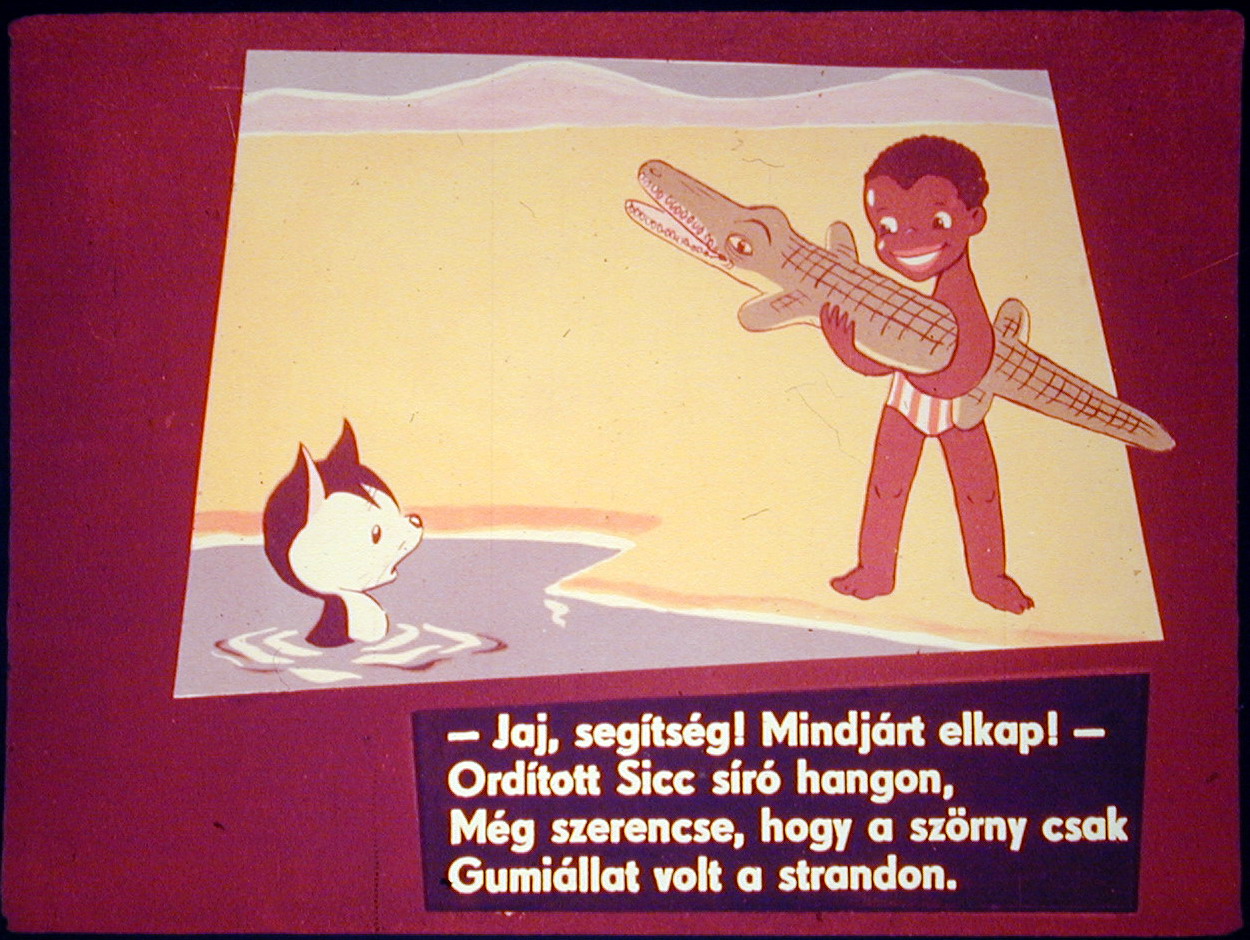 — Jaj, segítség! Mindjárt elkap! —
Ordított Sicc síró hangon,
Még szerencse, hogy a szörny csak
Gumiállat volt a strandon.